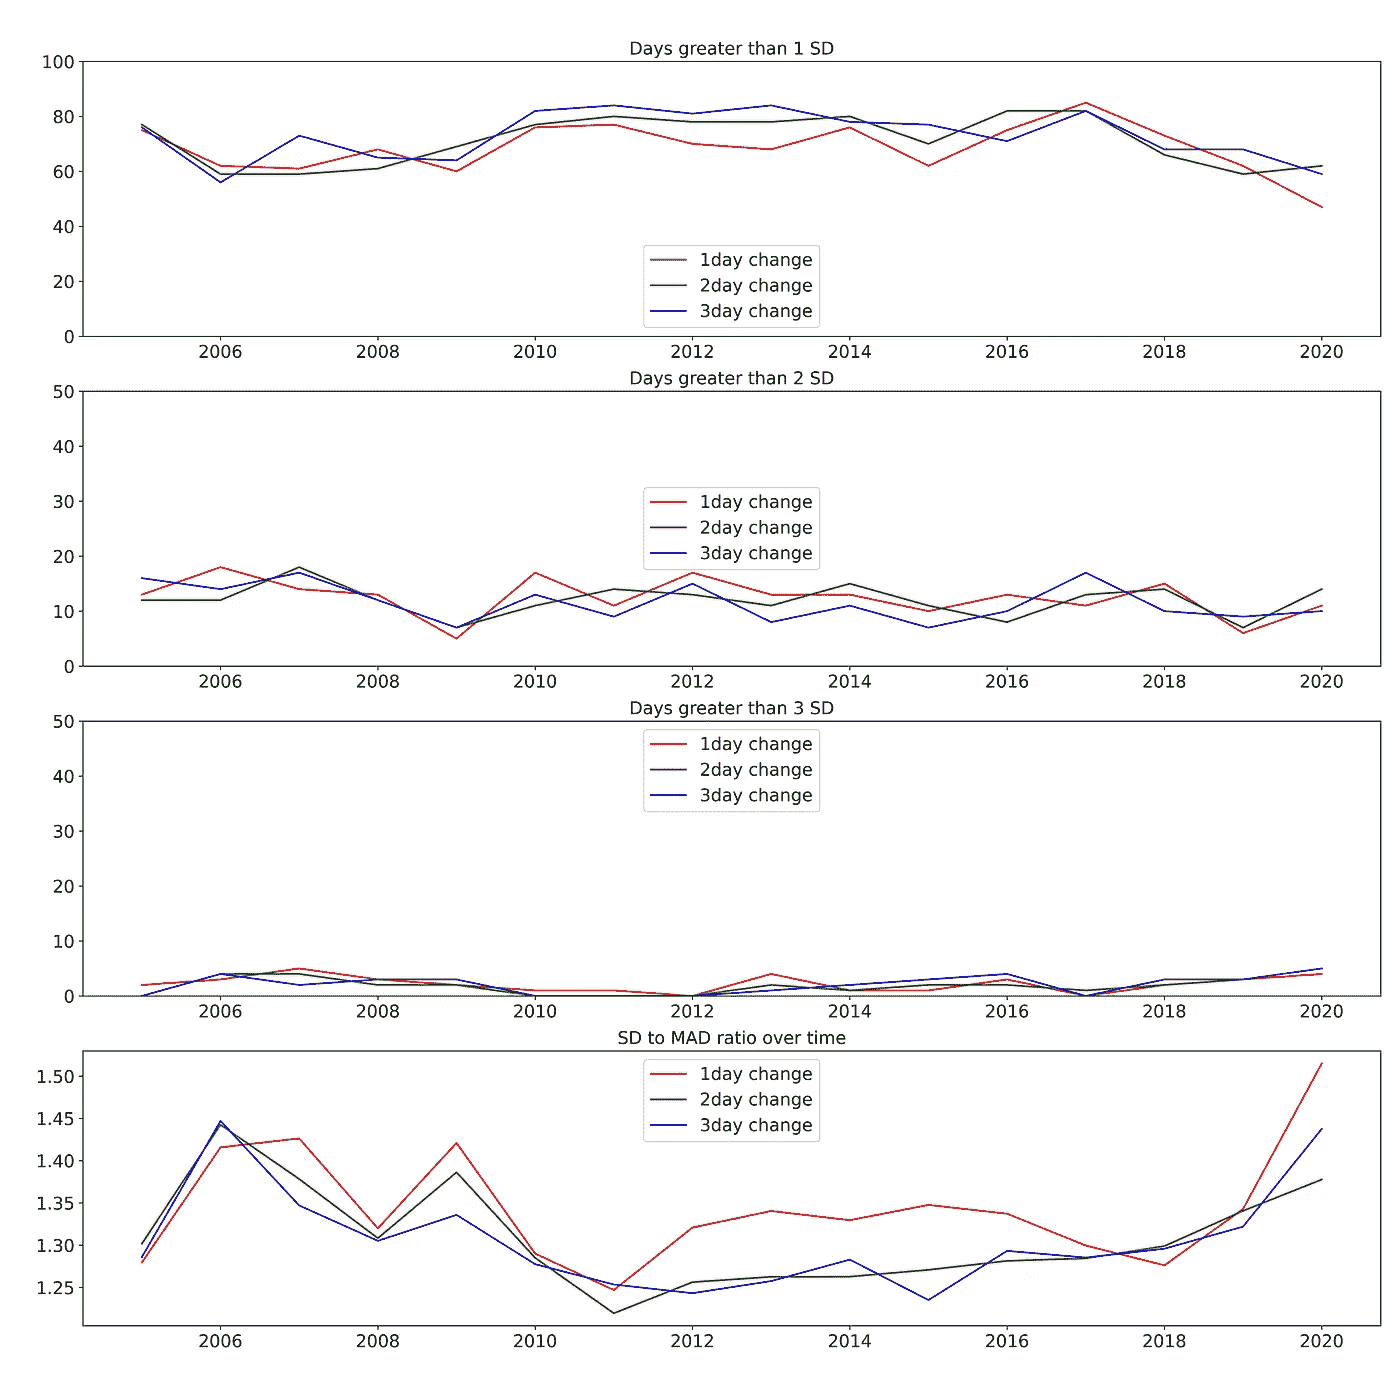 Days greater than 1 SD
100
80
60
40
20
0
1day change
2day change
3day change
2006 2008 2010 2012 2014 2016 2018 2020
Days greater than 2 SD
50
40
30
20
10
0
1day change
2day change
3day change
2006 2008 2010 2012 2014 2016 2018 2020
Days greater than 3 SD
50
40
30
20
10
0
1day change
2day change
3day change
2006 2008 2010 2012 2014 2016 2018 2020
SD to MAD ratio over time
1.50
1.45
1.40
1.35
1.30
1.25
1day change
2day change
3day change
2006 2008 2010 2012 2014 2016 2018 2020